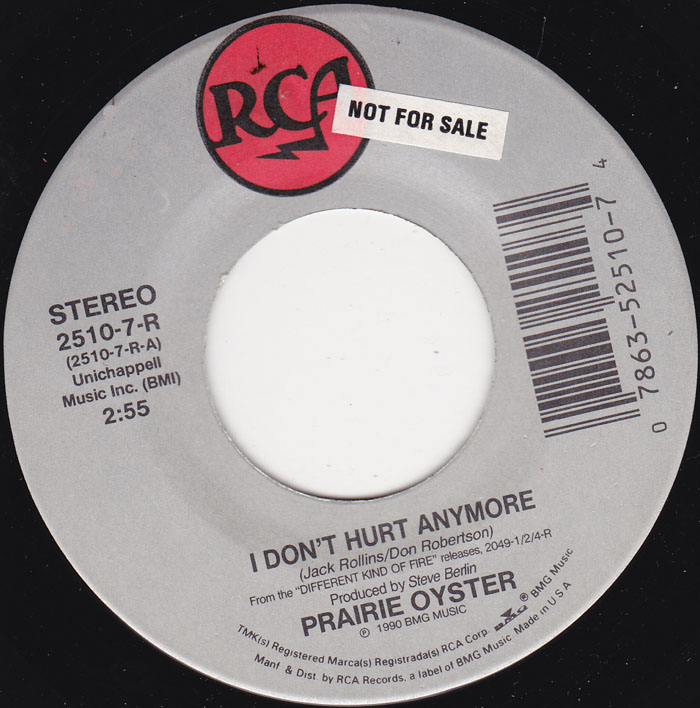 RCA
NOT FOR SALE
STEREO
2510-7-R
(2510-7-R-A)
Unichappell
Music Inc. (BMI)
2:55
0 7863-52510-7 4
I DON'T HURT ANYMORE
(Jack Rollins/Don Robertson)
From the "DIFFERENT KIND OF FIRE" releases, 2049-1/2/4-R
Produced by Steve Berlin
PRAIRIE OYSTER
℗ 1990 BMG MUSIC
TMK(s) Registered Marca(s) Registrada(s) RCA Corp. BMG ® BMG Music
Manf & Dist. by RCA Records, a label of BMG Music Made in U S A